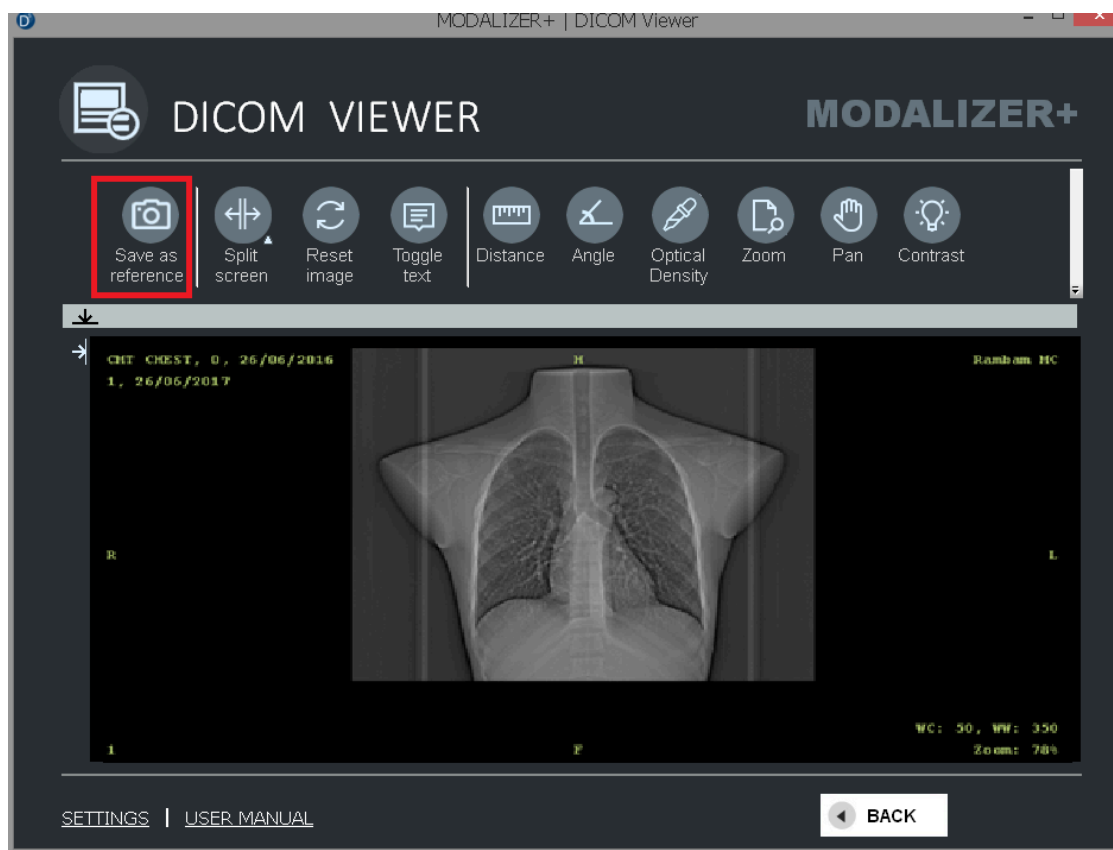 MODALIZER+ | DICOM Viewer
DICOM VIEWER
MODALIZER+
Save as
reference
Split
screen
Reset
image
Toggle
text
Distance
Angle
Optical
Density
Zoom
Pan
Contrast
CMT CHEST, D, 26/06/2016
1, 26/06/2017
H
Rambam MC
R
L
WC: 50, WW: 350
1
F
Zoom: 78%
SETTINGS | USER MANUAL
BACK